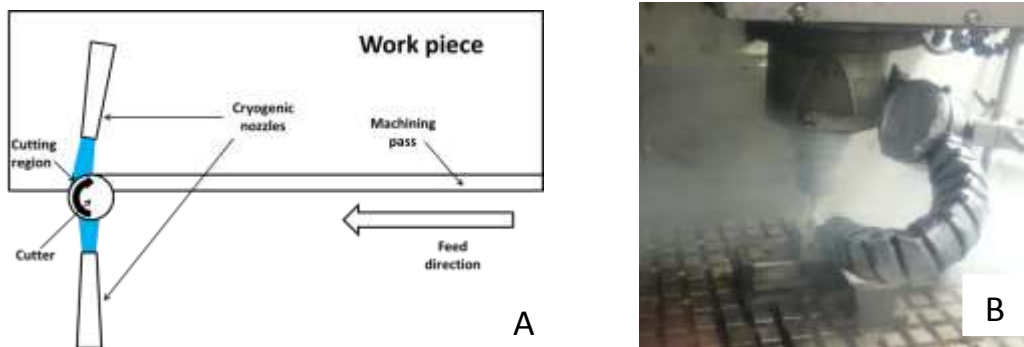 Work piece
Cryogenic
nozzles
Machining
pass
Cutting
region
Cutter
Feed
direction
A
B